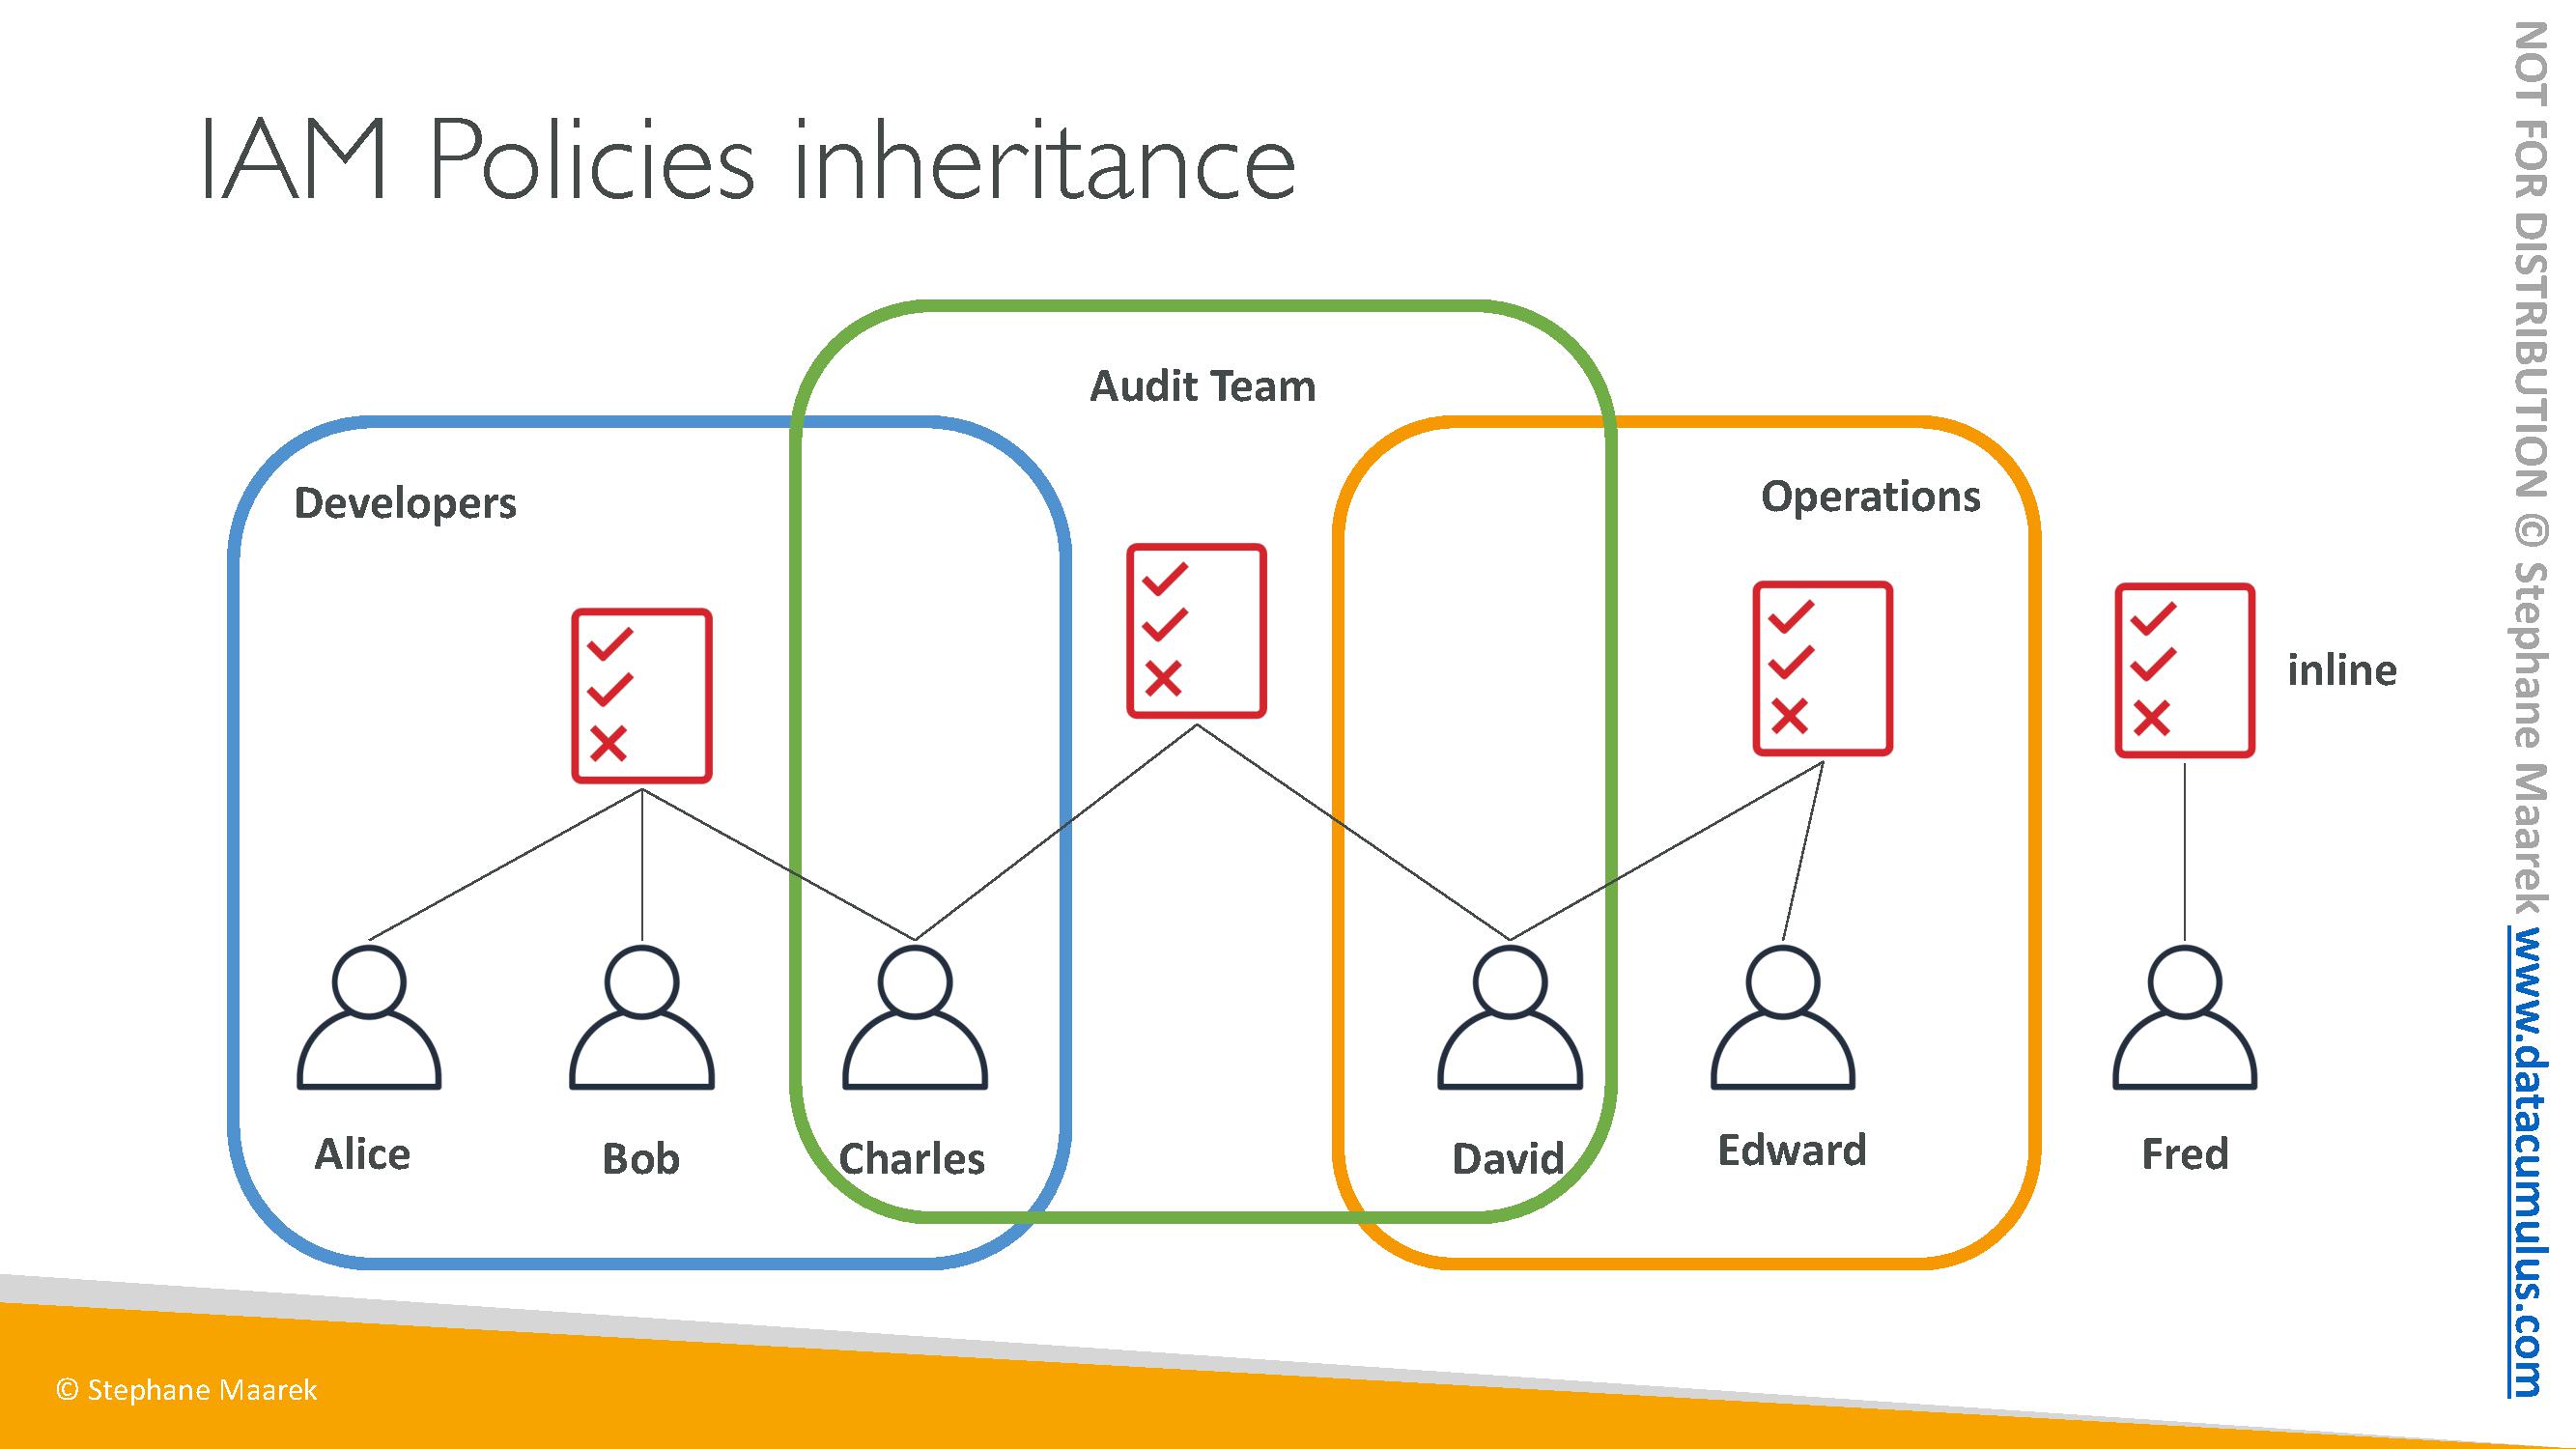 IAM Policies inheritance
Audit Team
Developers
Operations
inline
Alice
Bob
Charles
David
Edward
Fred
© Stephane Maarek
NOT FOR DISTRIBUTION © Stephane Maarek www.datacumulus.com